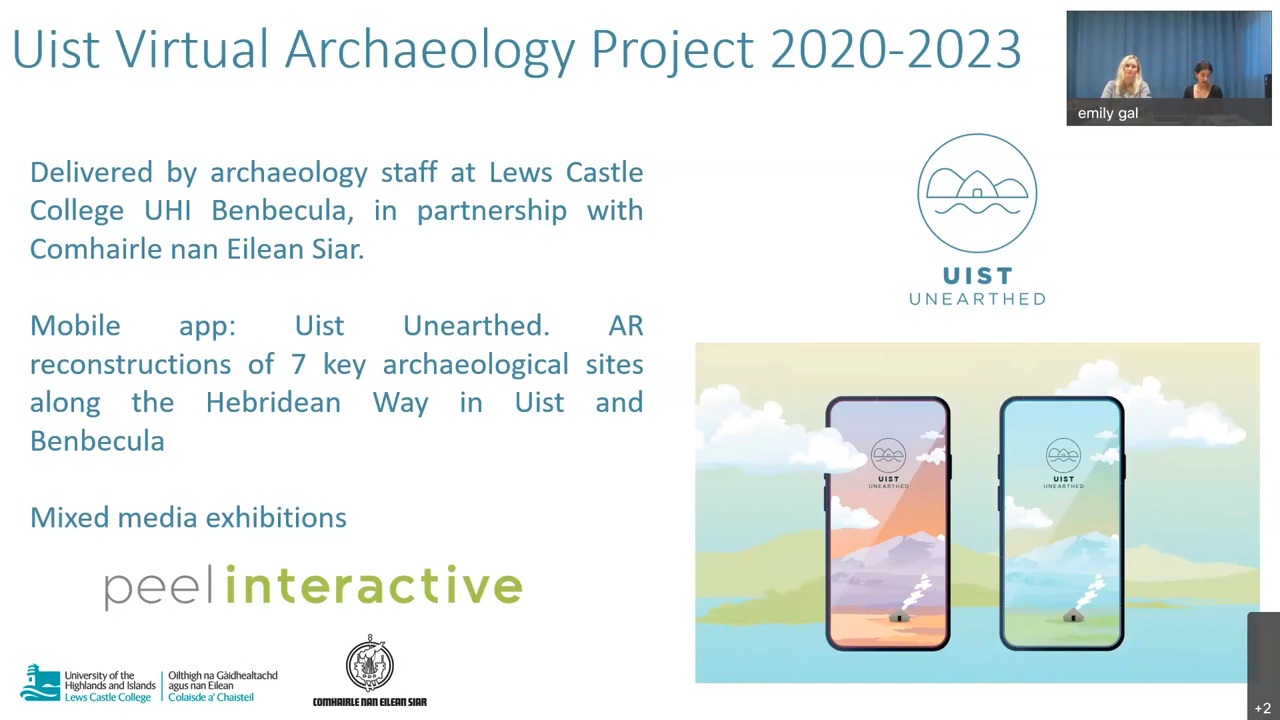 Uist Virtual Archaeology Project 2020-2023
emily gal
Delivered by archaeology staff at Lews Castle
College UHI Benbecula, in partnership with
Comhairle nan Eilean Siar.
Mobile app: Uist Unearthed. AR
reconstructions of 7 key archaeological sites
along the Hebridean Way in Uist and
Benbecula
Mixed media exhibitions
peelinteractive
University of the
Highlands and Islands
Lews Castle College
Oilthigh na Gàidhealtachd
agus nan Eilean
Colaisde a' Chaisteil
COMHAIRLE NAN EILEAN SIAR
UIST
UNEARTHED
UIST
UNEARTHED
UIST
UNEARTHED
+2